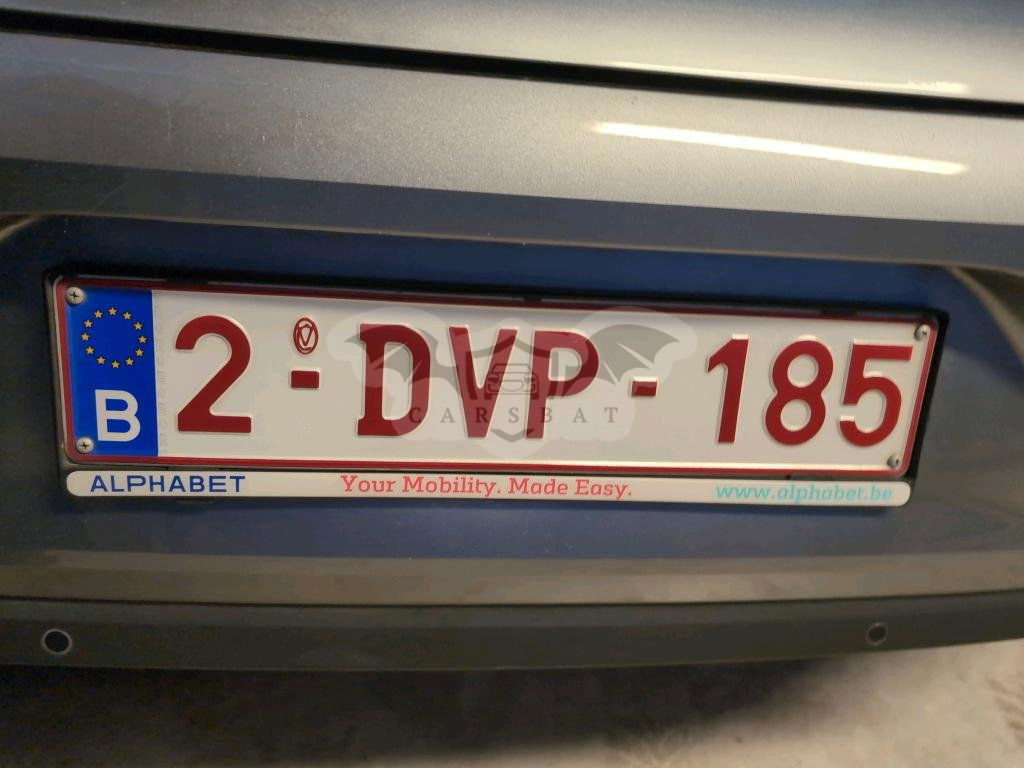 B 2-DVP-185
CARSBAT
ALPHABET Your Mobility. Made Easy. www.alphabet.be